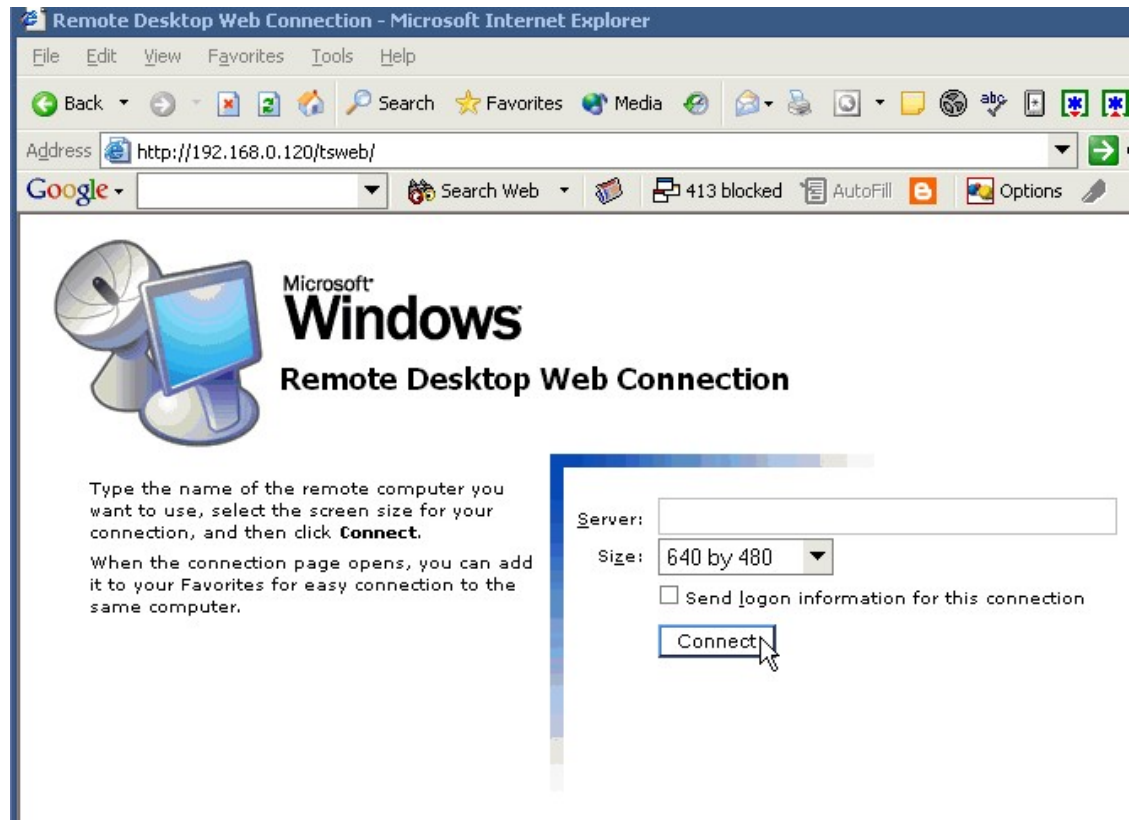 Remote Desktop Web Connection - Microsoft Internet Explorer
File Edit View Favorites Tools Help
Back Search Favorites Media abc
Address http://192.168.0.120/tsweb/
Google Search Web 413 blocked AutoFill Options
Microsoft
Windows
Remote Desktop Web Connection
Type the name of the remote computer you
want to use, select the screen size for your
connection, and then click Connect.
When the connection page opens, you can add
it to your Favorites for easy connection to the
same computer.
Server:
Size: 640 by 480
Send logon information for this connection
Connect